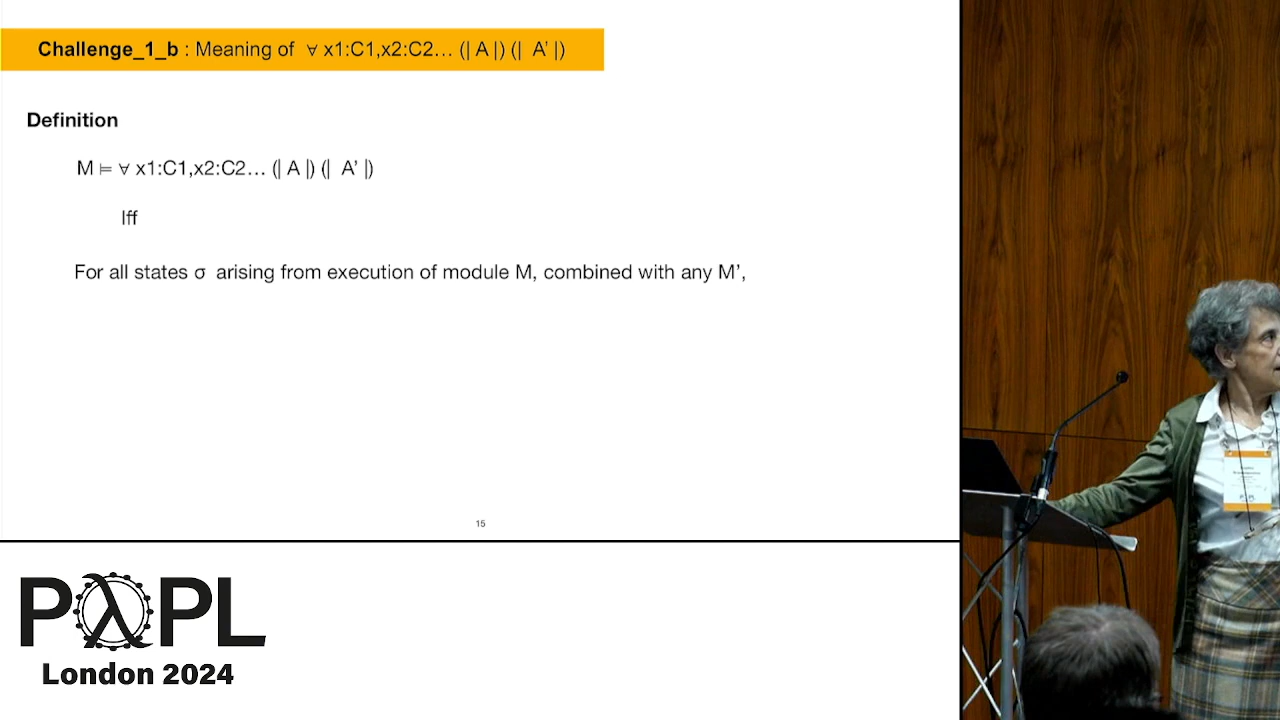 Challenge_1_b : Meaning of ∀ x1:C1,x2:C2… (| A |) (| A’ |)
Definition
M ⊨ ∀ x1:C1,x2:C2… (| A |) (| A’ |)
Iff
For all states σ arising from execution of module M, combined with any M’,
15
PλPL
London 2024